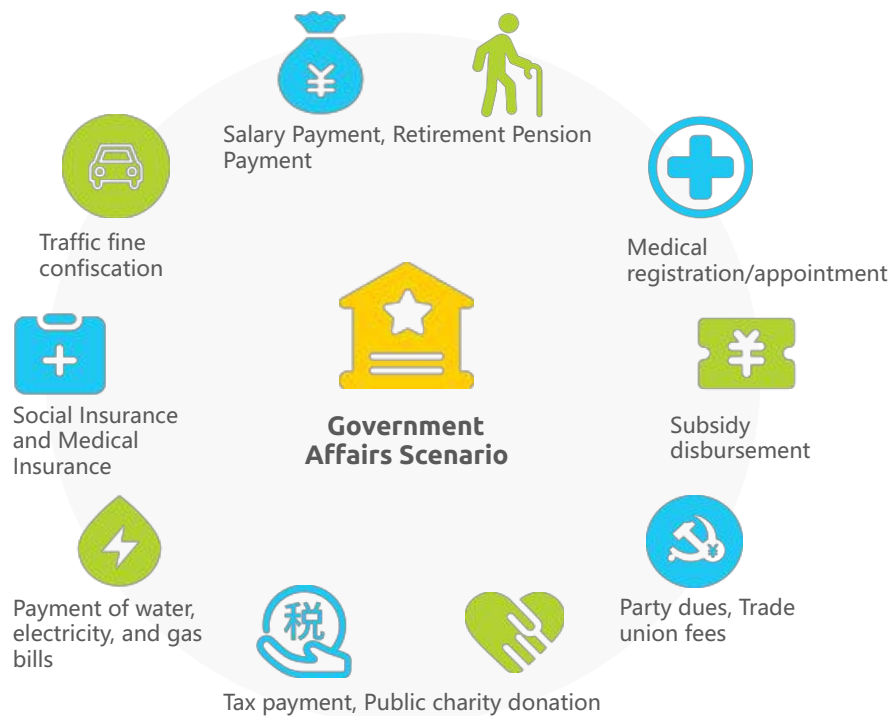 ¥
Salary Payment, Retirement Pension
Payment
Traffic fine
confiscation
Medical
registration/appointment
Social Insurance
and Medical
Insurance
Government
Affairs Scenario
¥
Subsidy
disbursement
Payment of water,
electricity, and gas
bills
税
Tax payment, Public charity donation
¥
Party dues, Trade
union fees